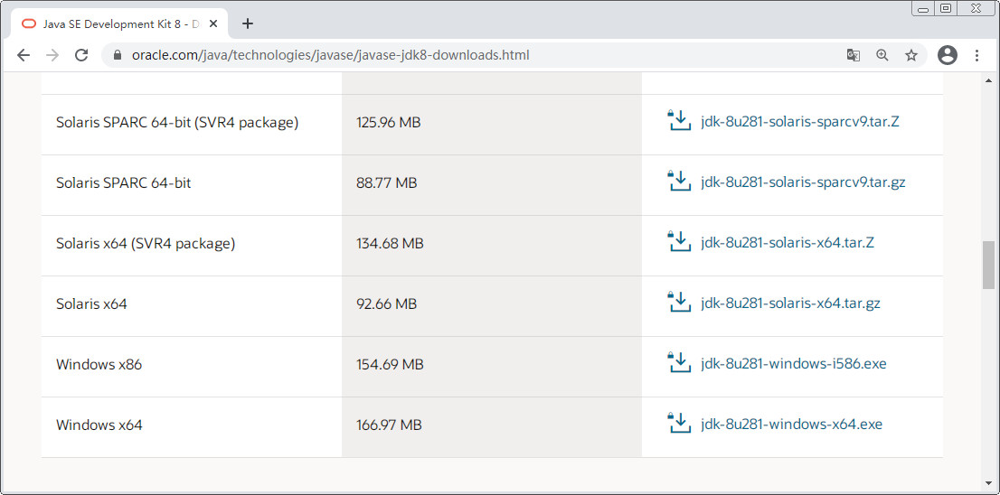 Java SE Development Kit 8 - D
oracle.com/java/technologies/javase/javase-jdk8-downloads.html
Solaris SPARC 64-bit (SVR4 package) 125.96 MB jdk-8u281-solaris-sparcv9.tar.Z
Solaris SPARC 64-bit 88.77 MB jdk-8u281-solaris-sparcv9.tar.gz
Solaris x64 (SVR4 package) 134.68 MB jdk-8u281-solaris-x64.tar.Z
Solaris x64 92.66 MB jdk-8u281-solaris-x64.tar.gz
Windows x86 154.69 MB jdk-8u281-windows-i586.exe
Windows x64 166.97 MB jdk-8u281-windows-x64.exe